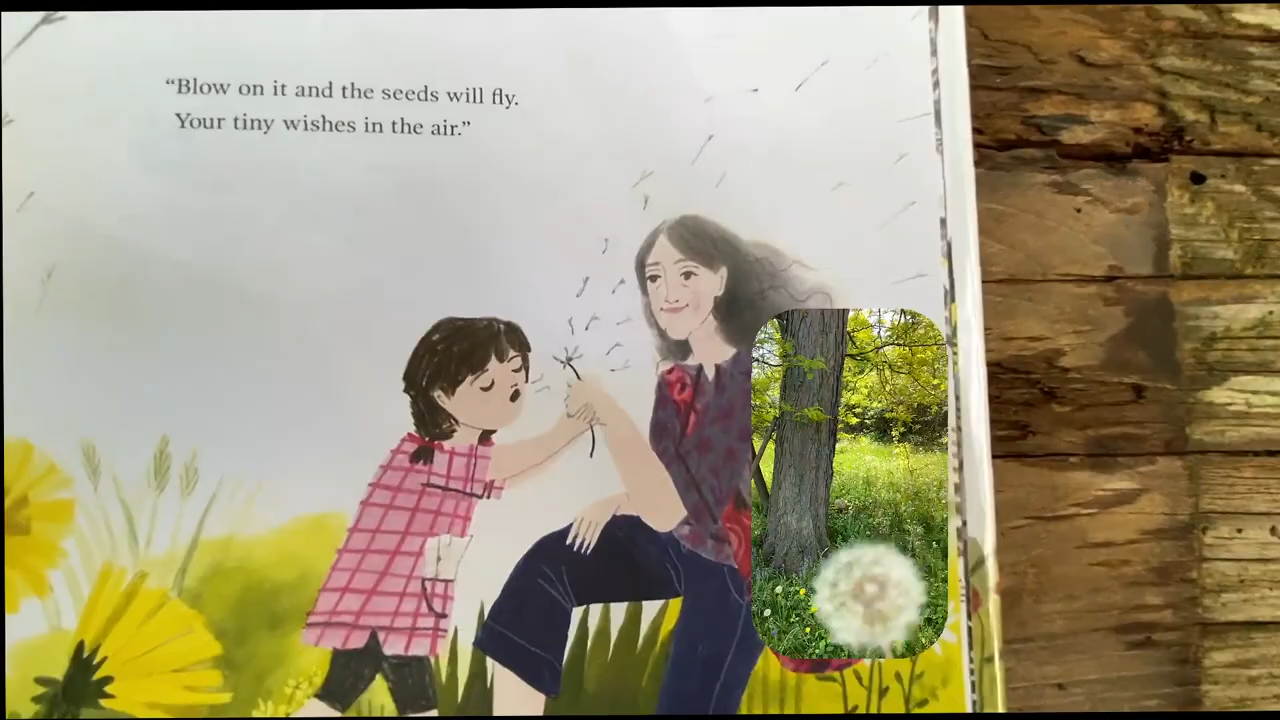 “Blow on it and the seeds will fly.
Your tiny wishes in the air.”